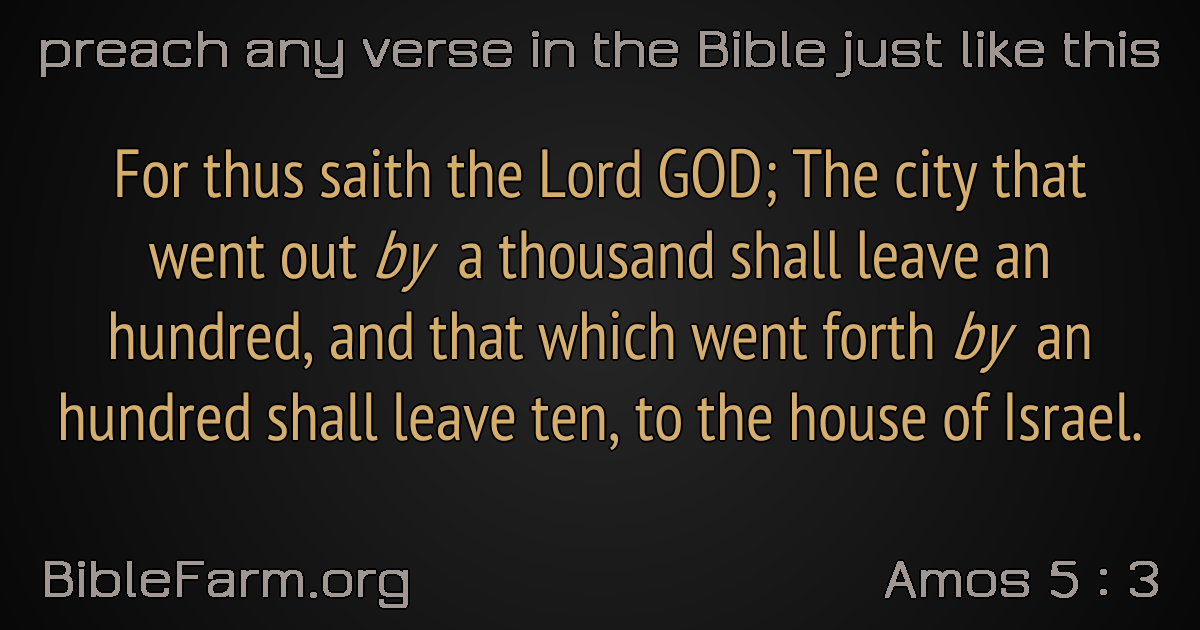 preach any verse in the Bible just like this
For thus saith the Lord GOD; The city that
went out by a thousand shall leave an
hundred, and that which went forth by an
hundred shall leave ten, to the house of Israel.
BibleFarm.org
Amos 5 : 3